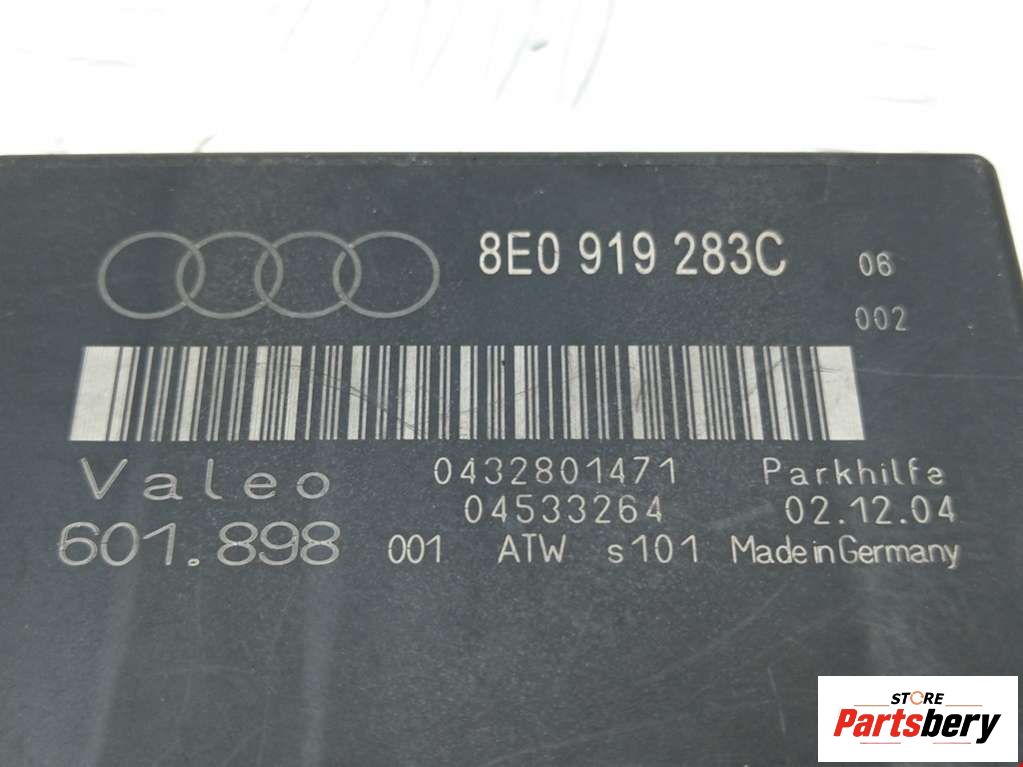 8E0 919 283C 06
002
Valeo 0432801471 Parkhilfe
04533264 02.12.04
601.898 001 ATW s101 Made in Germany
STORE
Partsbery